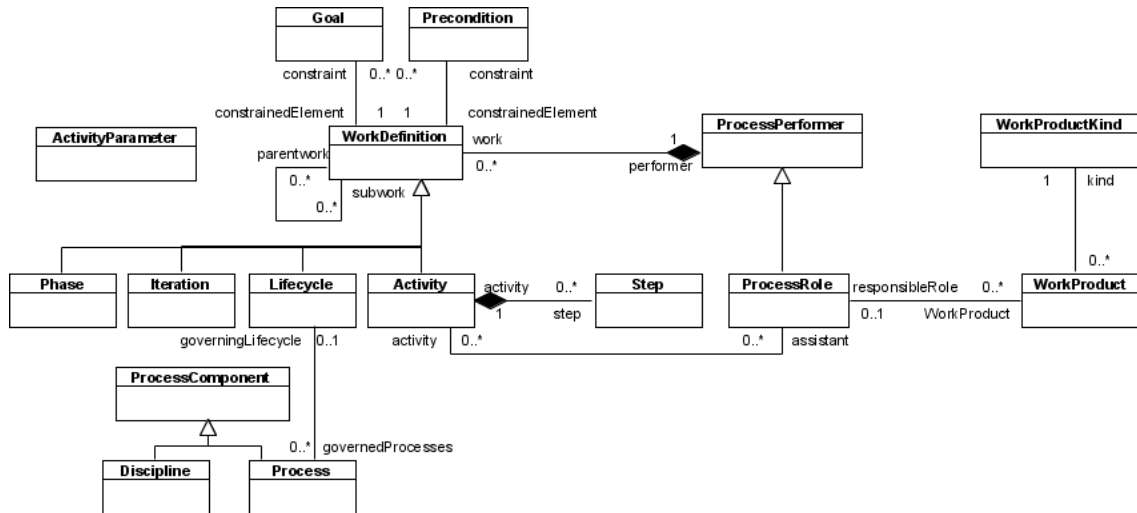 Goal Precondition
constraint 0..* 0..* constraint
constrainedElement 1 1 constrainedElement
ActivityParameter WorkDefinition work 1 ProcessPerformer WorkProductKind
parentwork 0..* performer
0..* subwork 1 kind
0..*
0..*
Phase Iteration Lifecycle Activity activity 0..* Step ProcessRole responsibleRole 0..* WorkProduct
1 step 0..1 WorkProduct
governingLifecycle 0..1 activity 0..* 0..* assistant
ProcessComponent
0..* governedProcesses
Discipline Process